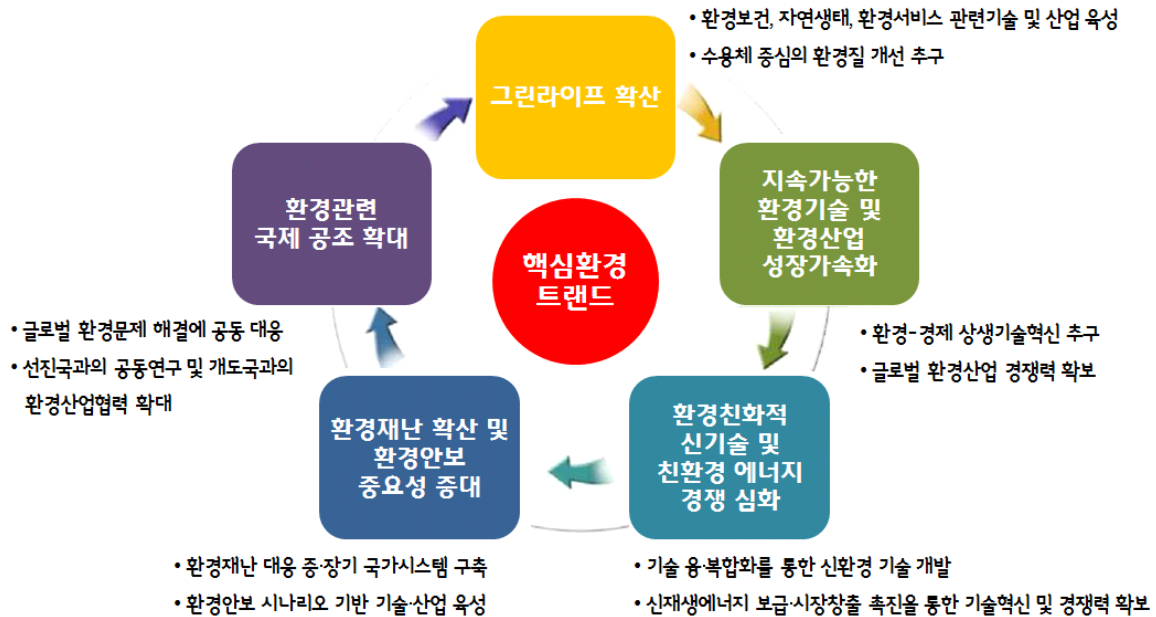 • 환경보건, 자연생태, 환경서비스 관련기술 및 산업 육성
• 수용체 중심의 환경질 개선 추구
그린라이프 확산
지속가능한
환경기술 및
환경산업
성장가속화
• 환경-경제 상생기술혁신 추구
• 글로벌 환경산업 경쟁력 확보
환경친화적
신기술 및
친환경 에너지
경쟁 심화
• 기술 융·복합화를 통한 신환경 기술 개발
• 신재생에너지 보급·시장창출 촉진을 통한 기술혁신 및 경쟁력 확보
환경재난 확산 및
환경안보
중요성 증대
• 환경재난 대응 중·장기 국가시스템 구축
• 환경안보 시나리오 기반 기술·산업 육성
환경관련
국제 공조 확대
• 글로벌 환경문제 해결에 공동 대응
• 선진국과의 공동연구 및 개도국과의
환경산업협력 확대
핵심환경
트랜드